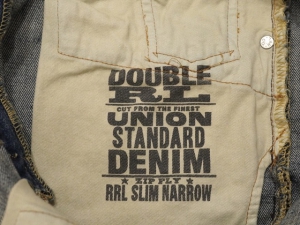 DOUBLE
RL
CUT FROM THE FINEST
UNION
STANDARD
DENIM
★ ZIP FLY ★
RRL SLIM NARROW